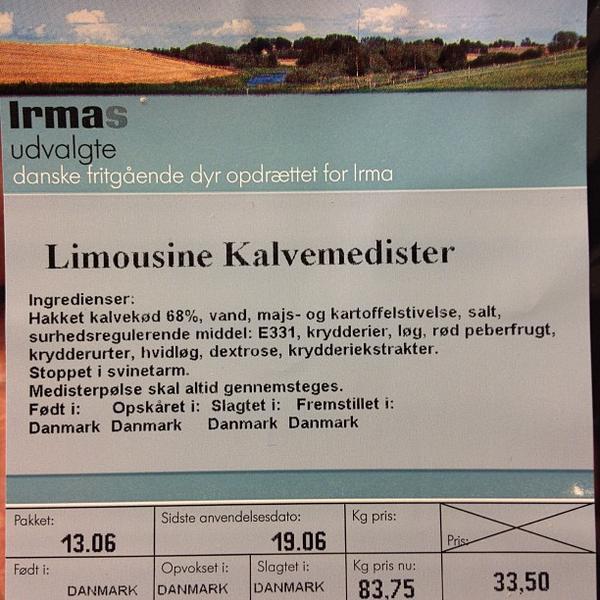 Irmas
udvalgte
danske fritgående dyr opdrættet for Irma
Limousine Kalvemedister
Ingredienser:
Hakket kalvekød 68%, vand, majs- og kartoffelstivelse, salt,
surhedsregulerende middel: E331, krydderier, løg, rød peberfrugt,
krydderurter, hvidløg, dextrose, krydderiekstrakter.
Stoppet i svinetarm.
Medisterpølse skal altid gennemsteges.
Født i: Opskåret i: Slagtet i: Fremstillet i:
Danmark Danmark Danmark Danmark
Pakket: Sidste anvendelsesdato: Kg pris: Pris:
13.06 19.06
Født i: Opvokset i: Slagtet i: Kg pris nu:
DANMARK DANMARK DANMARK 83,75 33,50